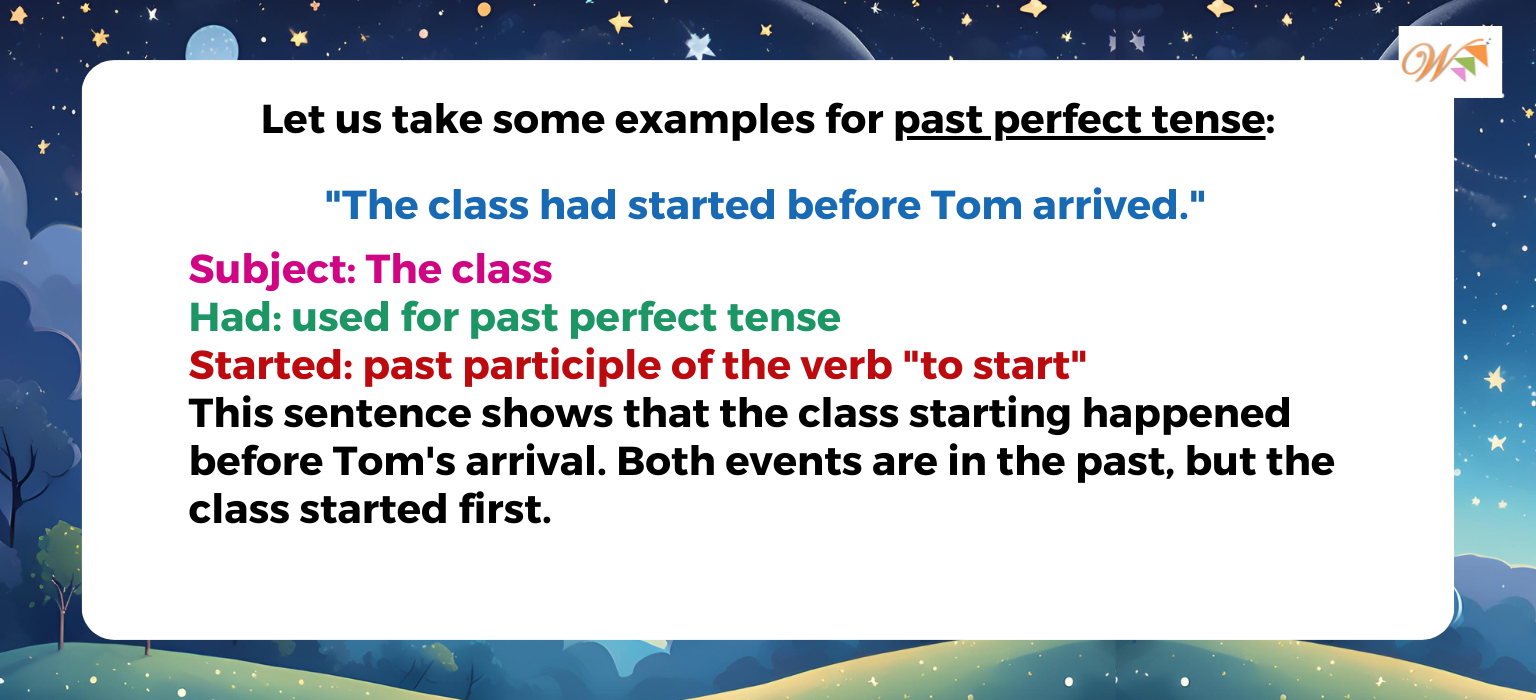 Let us take some examples for past perfect tense:
"The class had started before Tom arrived."
Subject: The class
Had: used for past perfect tense
Started: past participle of the verb "to start"
This sentence shows that the class starting happened
before Tom's arrival. Both events are in the past, but the
class started first.
W